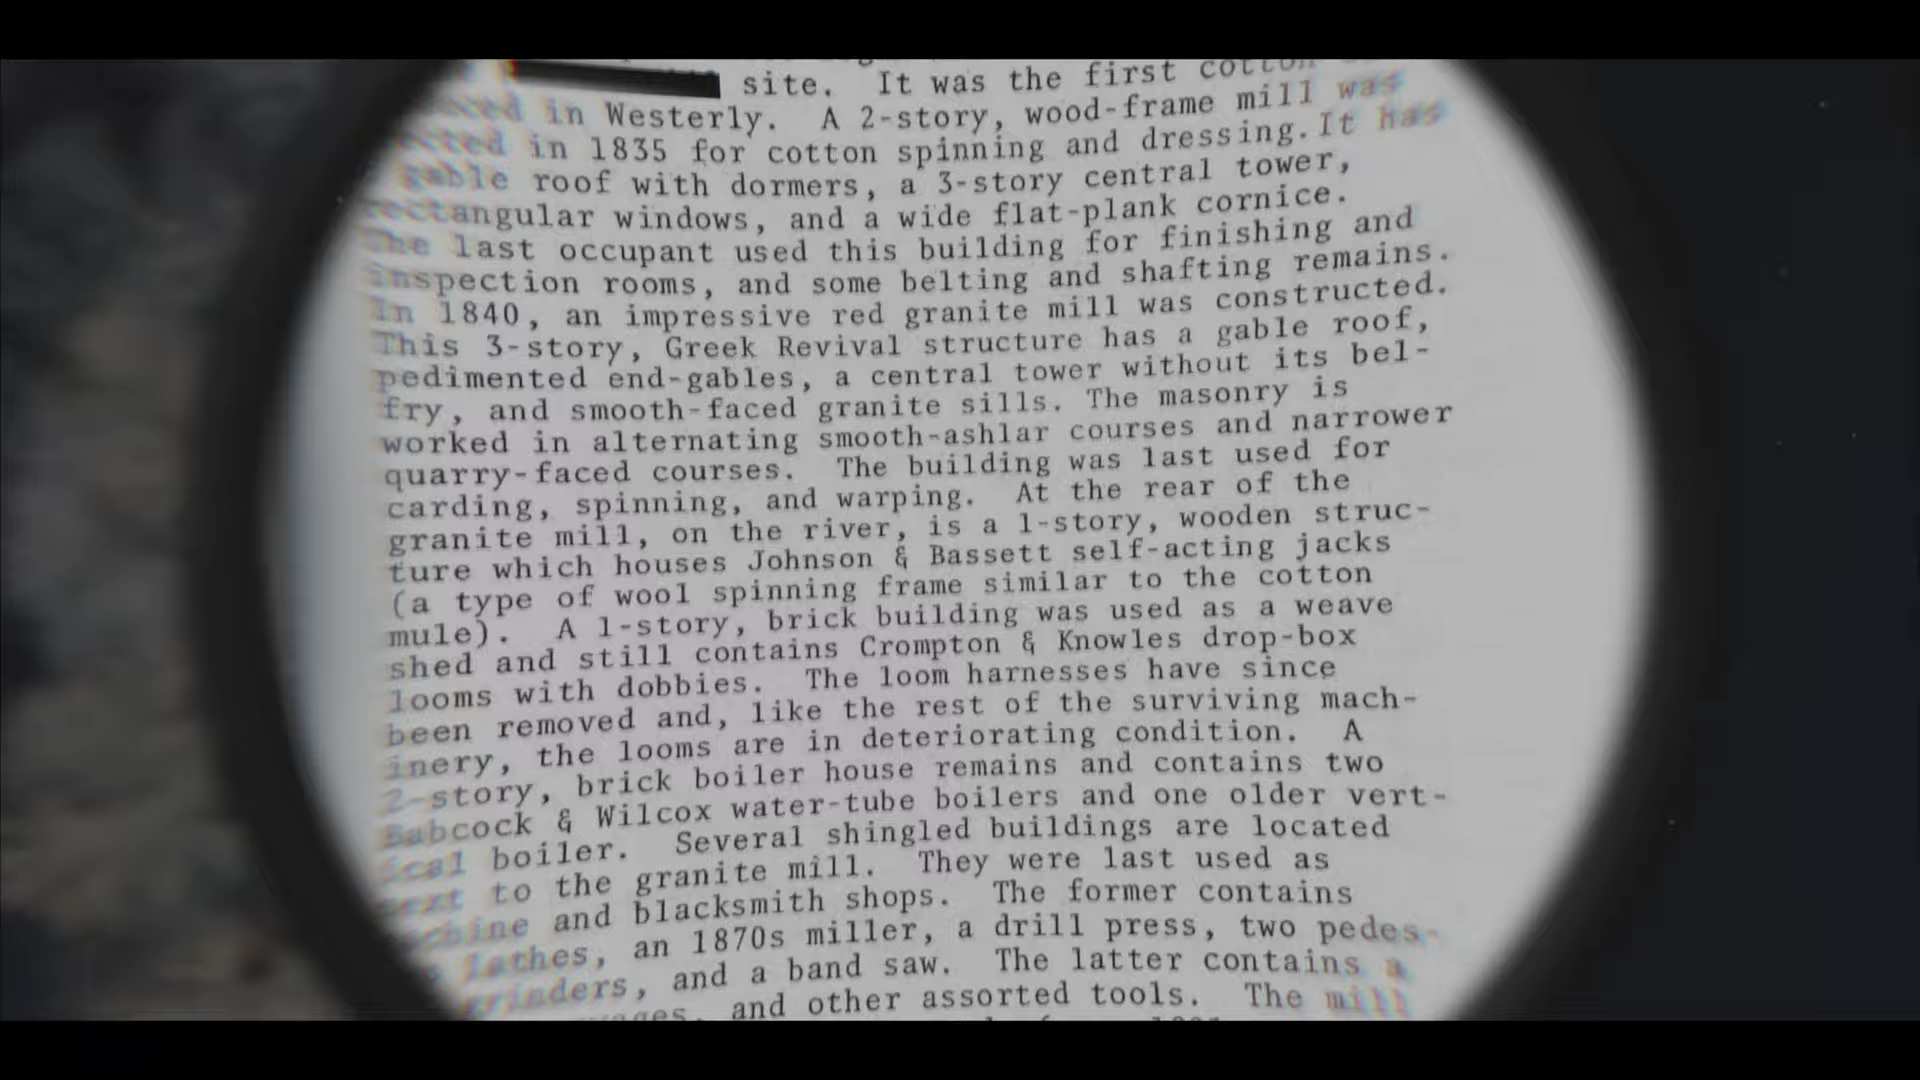 site. It was the first cotton
in Westerly. A 2-story, wood-frame mill was
in 1835 for cotton spinning and dressing. It has
gable roof with dormers, a 3-story central tower,
rectangular windows, and a wide flat-plank cornice.
The last occupant used this building for finishing and
inspection rooms, and some belting and shafting remains.
In 1840, an impressive red granite mill was constructed.
This 3-story, Greek Revival structure has a gable roof,
pedimented end-gables, a central tower without its bel-
fry, and smooth-faced granite sills. The masonry is
worked in alternating smooth-ashlar courses and narrower
quarry-faced courses. The building was last used for
carding, spinning, and warping. At the rear of the
granite mill, on the river, is a 1-story, wooden struc-
ture which houses Johnson & Bassett self-acting jacks
(a type of wool spinning frame similar to the cotton
mule). A 1-story, brick building was used as a weave
shed and still contains Crompton & Knowles drop-box
looms with dobbies. The loom harnesses have since
been removed and, like the rest of the surviving mach-
inery, the looms are in deteriorating condition. A
2-story, brick boiler house remains and contains two
Babcock & Wilcox water-tube boilers and one older vert-
ical boiler. Several shingled buildings are located
next to the granite mill. They were last used as
and blacksmith shops. The former contains
lathes, an 1870s miller, a drill press, two pedes-
grinders, and a band saw. The latter contains a
and other assorted tools. The mill